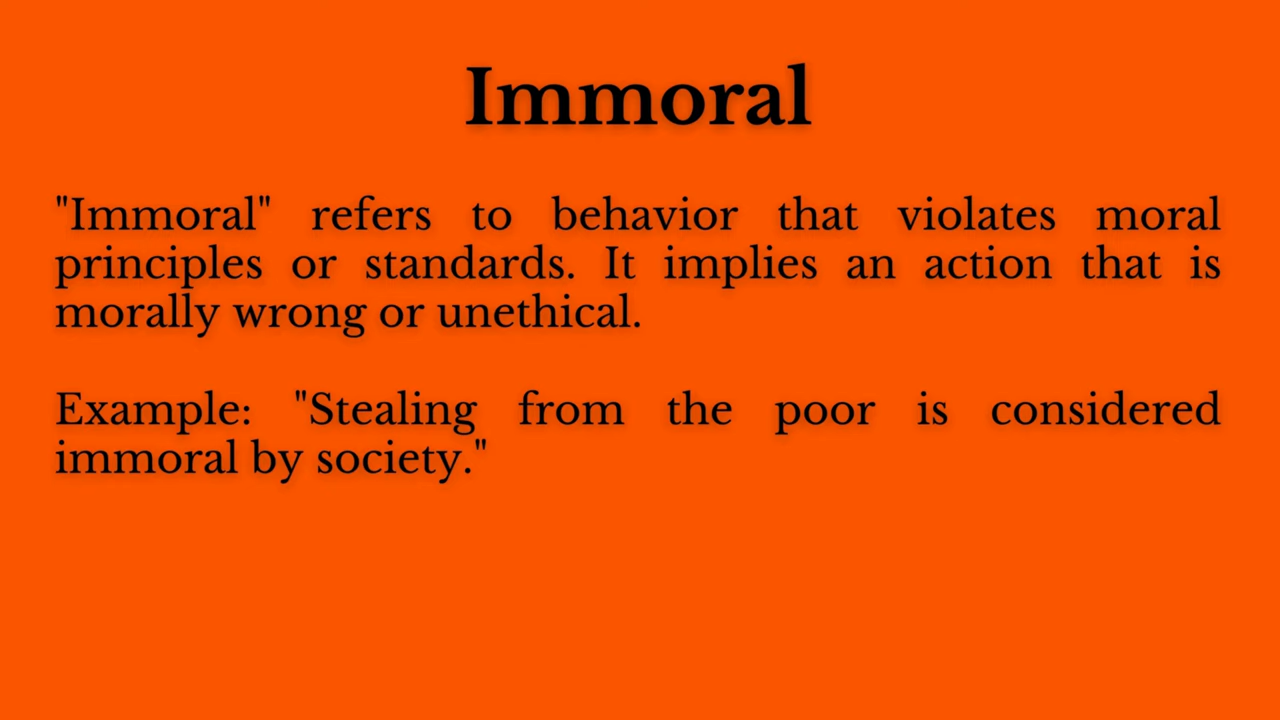 Immoral
"Immoral" refers to behavior that violates moral
principles or standards. It implies an action that is
morally wrong or unethical.
Example: "Stealing from the poor is considered
immoral by society."